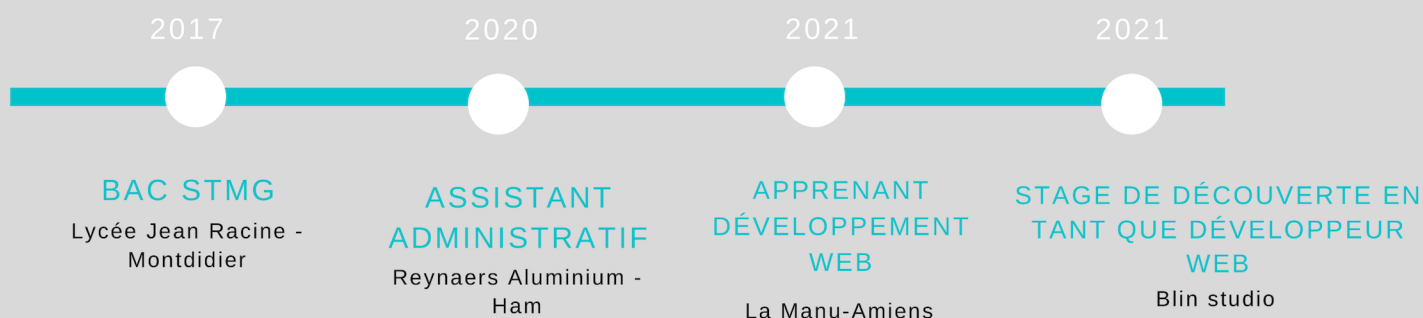 2017
2020
2021
2021
BAC STMG
Lycée Jean Racine -
Montdidier
ASSISTANT
ADMINISTRATIF
Reynaers Aluminium -
Ham
APPRENANT
DÉVELOPPEMENT
WEB
La Manu-Amiens
STAGE DE DÉCOUVERTE EN
TANT QUE DÉVELOPPEUR
WEB
Blin studio